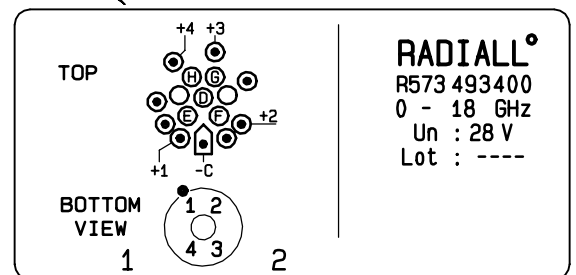 +4 +3
TOP
H G
D
E F
+2
+1 -C
BOTTOM
VIEW
1 2
4 3
1 2
RADIALL°
R573 493400
0 - 18 GHz
Un : 28 V
Lot : ----